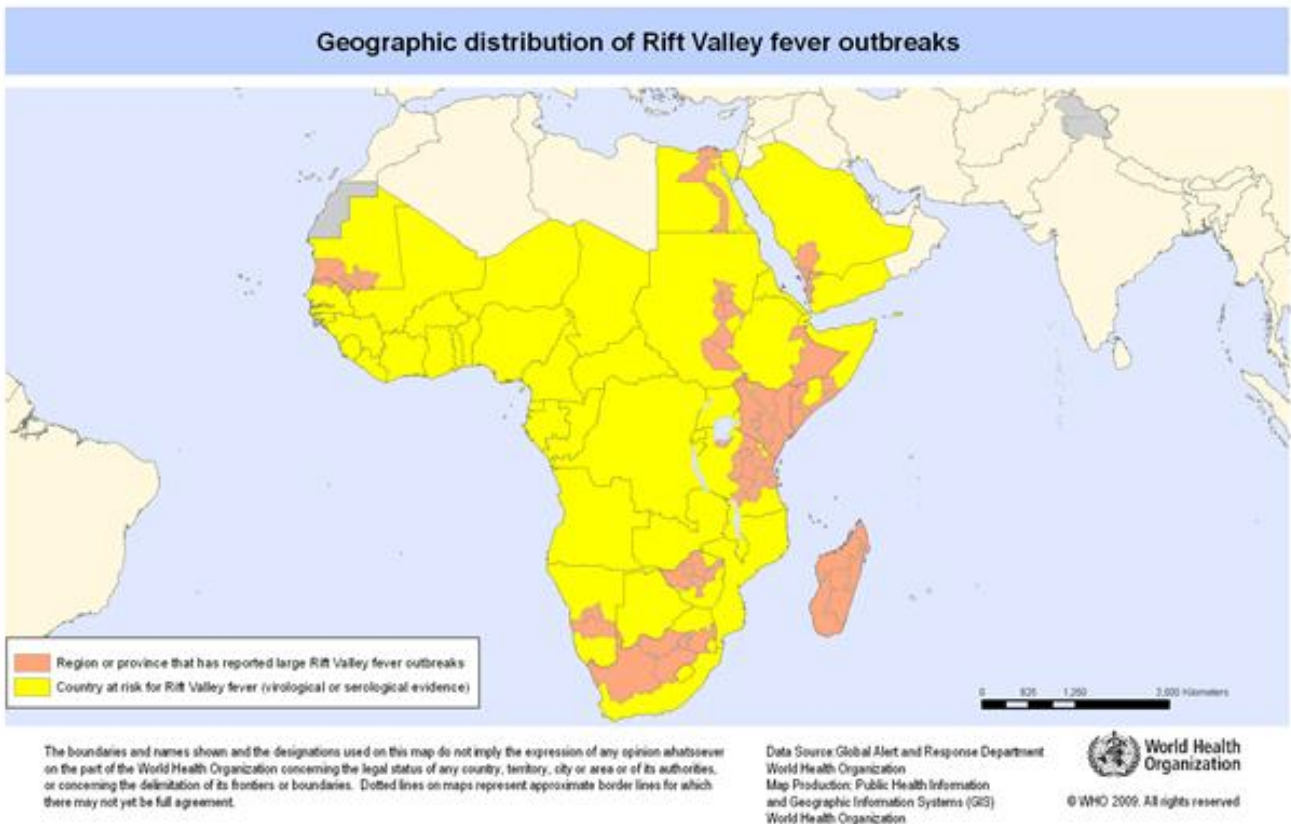 Geographic distribution of Rift Valley fever outbreaks
Region or province that has reported large Rift Valley fever outbreaks
Country at risk for Rift Valley fever (virological or serological evidence)
0 625 1,250 2,500 Kilometers
The boundaries and names shown and the designations used on this map do not imply the expression of any opinion whatsoever
on the part of the World Health Organization concerning the legal status of any country, territory, city or area or of its authorities,
or concerning the delimitation of its frontiers or boundaries. Dotted lines on maps represent approximate border lines for which
there may not yet be full agreement.
Data Source: Global Alert and Response Department
World Health Organization
Map Production: Public Health Information
and Geographic Information Systems (GIS)
World Health Organization
World Health
Organization
© WHO 2009. All rights reserved